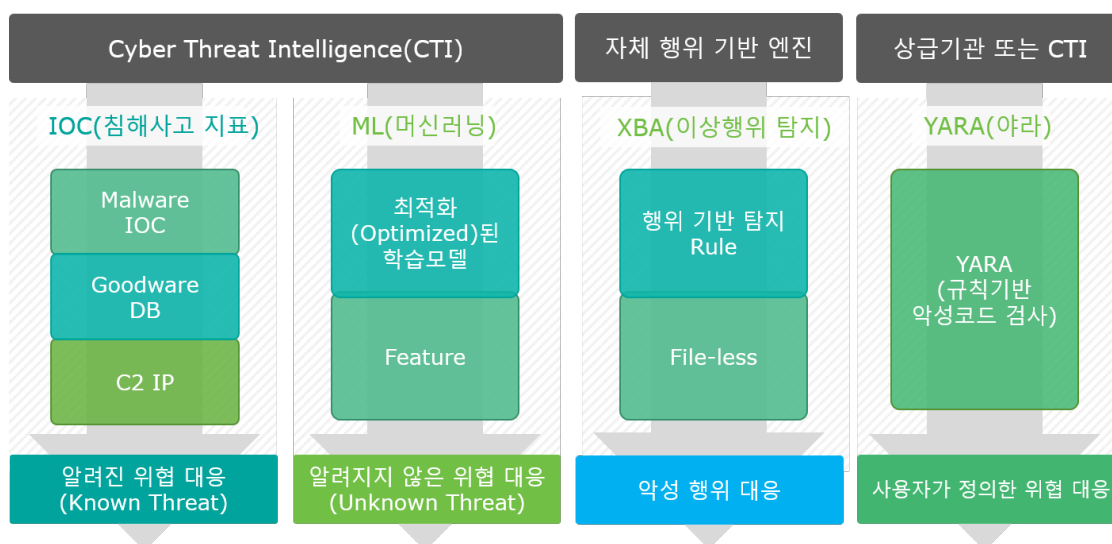 Cyber Threat Intelligence(CTI)
자체 행위 기반 엔진
상급기관 또는 CTI
IOC(침해사고 지표)
ML(머신러닝)
XBA(이상행위 탐지)
YARA(야라)
Malware
IOC
Goodware
DB
C2 IP
최적화
(Optimized)된
학습모델
Feature
행위 기반 탐지
Rule
File-less
YARA
(규칙기반
악성코드 검사)
알려진 위협 대응
(Known Threat)
알려지지 않은 위협 대응
(Unknown Threat)
악성 행위 대응
사용자가 정의한 위협 대응